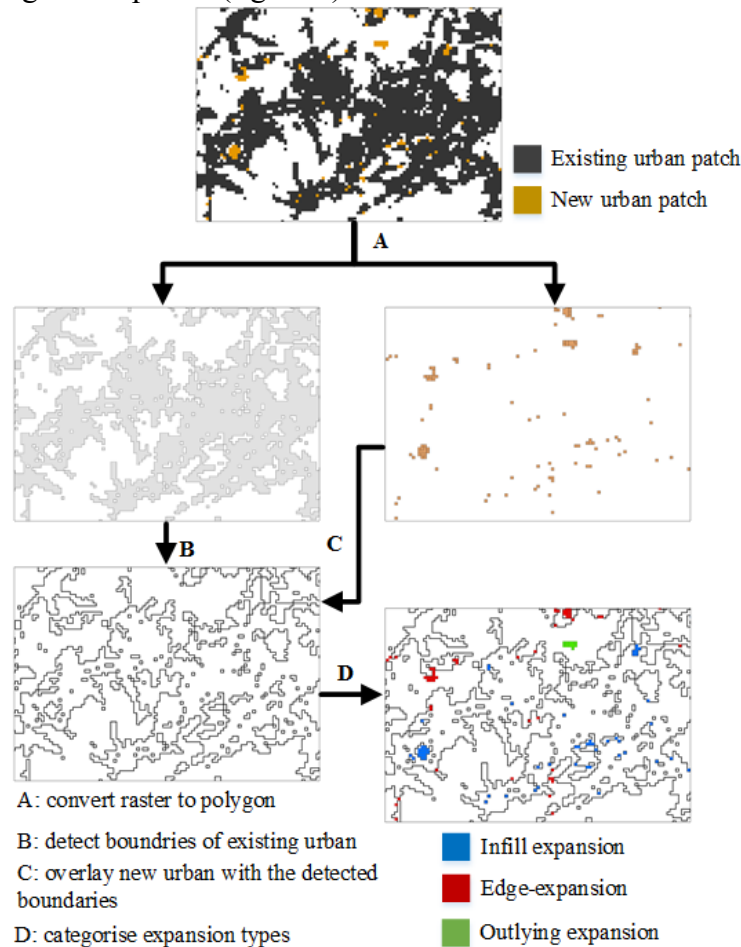 Existing urban patch
New urban patch
A
B
C
D
A: convert raster to polygon
B: detect boundries of existing urban
C: overlay new urban with the detected
boundaries
D: categorise expansion types
Infill expansion
Edge-expansion
Outlying expansion